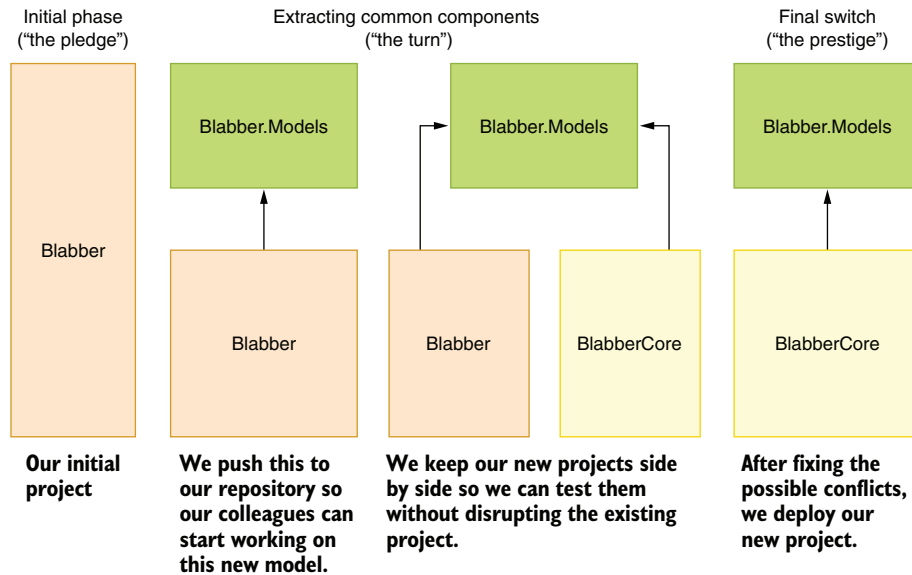 Initial phase
(“the pledge”)
Extracting common components
(“the turn”)
Final switch
(“the prestige”)
Blabber
Blabber.Models
Blabber
Blabber.Models
Blabber
BlabberCore
Blabber.Models
BlabberCore
Our initial
project
We push this to
our repository so
our colleagues can
start working on
this new model.
We keep our new projects side
by side so we can test them
without disrupting the existing
project.
After fixing the
possible conflicts,
we deploy our
new project.